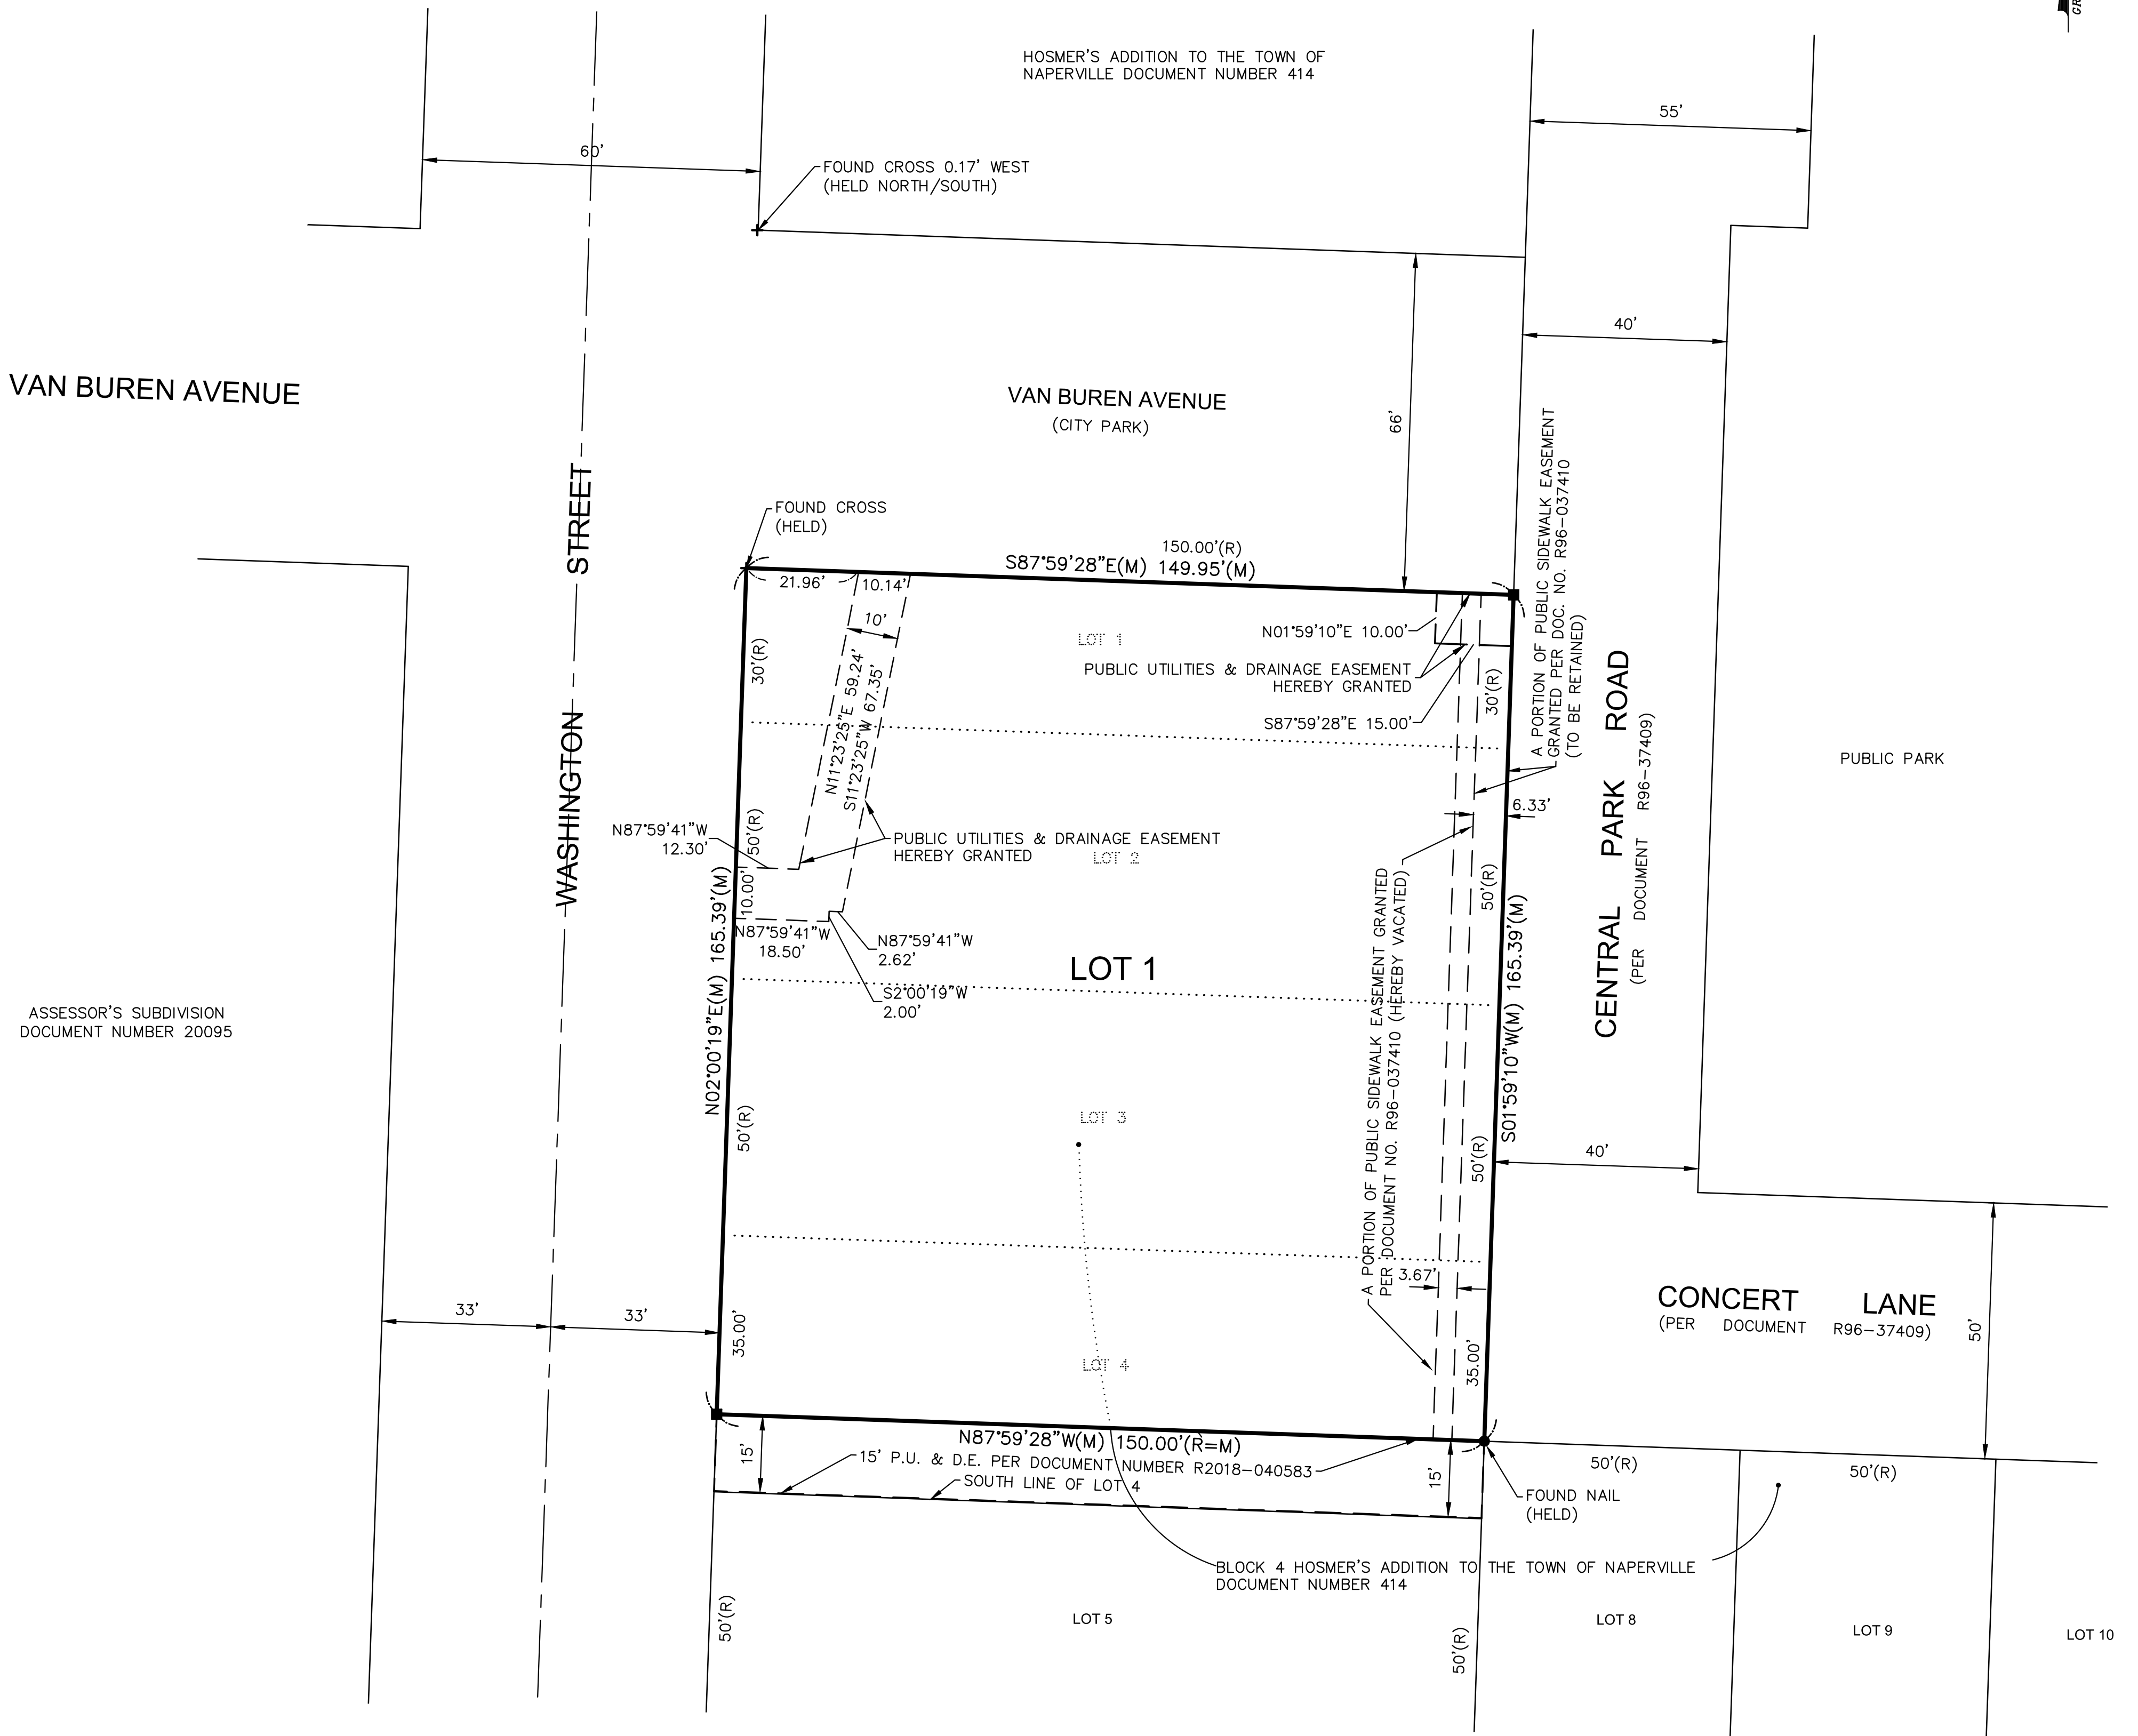 HOSMER'S ADDITION TO THE TOWN OF
NAPERVILLE DOCUMENT NUMBER 414
55'
60'
FOUND CROSS 0.17' WEST
(HELD NORTH/SOUTH)
40'
VAN BUREN AVENUE
VAN BUREN AVENUE
(CITY PARK)
66'
A PORTION OF PUBLIC SIDEWALK EASEMENT
GRANTED PER DOC. NO. R96-037410
(TO BE RETAINED)
WASHINGTON STREET
FOUND CROSS
(HELD)
150.00'(R)
S87°59'28"E(M) 149.95'(M)
21.96'
10.14'
10'
30'(R)
LOT 1
N01°59'10"E 10.00'
PUBLIC UTILITIES & DRAINAGE EASEMENT
HEREBY GRANTED
S87°59'28"E 15.00'
30'(R)
N11°23'25"E 59.24'
S11°23'25"W 67.35'
CENTRAL PARK ROAD
(PER DOCUMENT R96-37409)
PUBLIC PARK
6.33'
N87°59'41"W
12.30'
50'(R)
PUBLIC UTILITIES & DRAINAGE EASEMENT
HEREBY GRANTED
LOT 2
50'(R)
10.00'
N87°59'41"W
18.50'
N87°59'41"W
2.62'
S2°00'19"W
2.00'
LOT 1
N02°00'19"E(M) 165.39'(M)
S01°59'10"W(M) 165.39'(M)
A PORTION OF PUBLIC SIDEWALK EASEMENT GRANTED
PER DOCUMENT NO. R96-037410 (HEREBY VACATED)
ASSESSOR'S SUBDIVISION
DOCUMENT NUMBER 20095
50'(R)
LOT 3
50'(R)
40'
3.67'
33'
33'
35.00'
LOT 4
35.00'
CONCERT LANE
(PER DOCUMENT R96-37409)
50'
N87°59'28"W(M) 150.00'(R=M)
15'
15' P.U. & D.E. PER DOCUMENT NUMBER R2018-040583
SOUTH LINE OF LOT 4
15'
50'(R)
50'(R)
FOUND NAIL
(HELD)
BLOCK 4 HOSMER'S ADDITION TO THE TOWN OF NAPERVILLE
DOCUMENT NUMBER 414
50'(R)
LOT 5
50'(R)
LOT 8
LOT 9
LOT 10